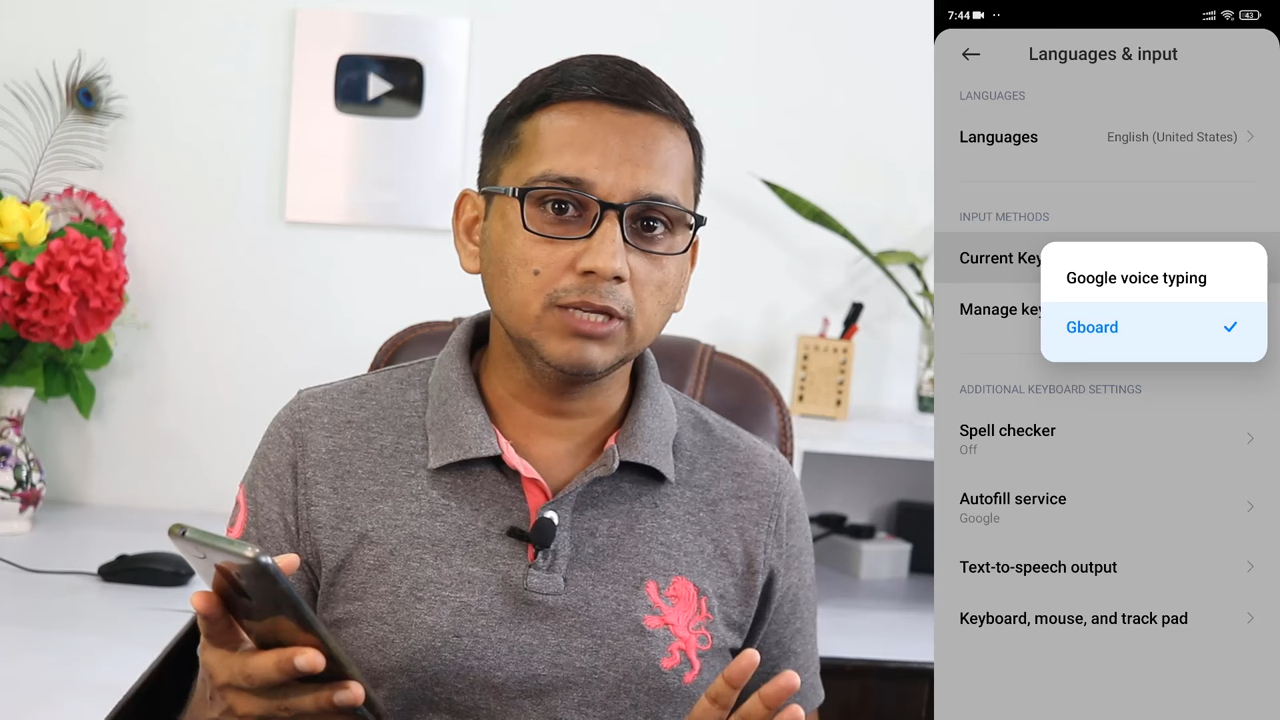 7:44
43
Languages & input
LANGUAGES
Languages
English (United States)
INPUT METHODS
Current Key
Google voice typing
Manage key
Gboard
ADDITIONAL KEYBOARD SETTINGS
Spell checker
Off
Autofill service
Google
Text-to-speech output
Keyboard, mouse, and track pad